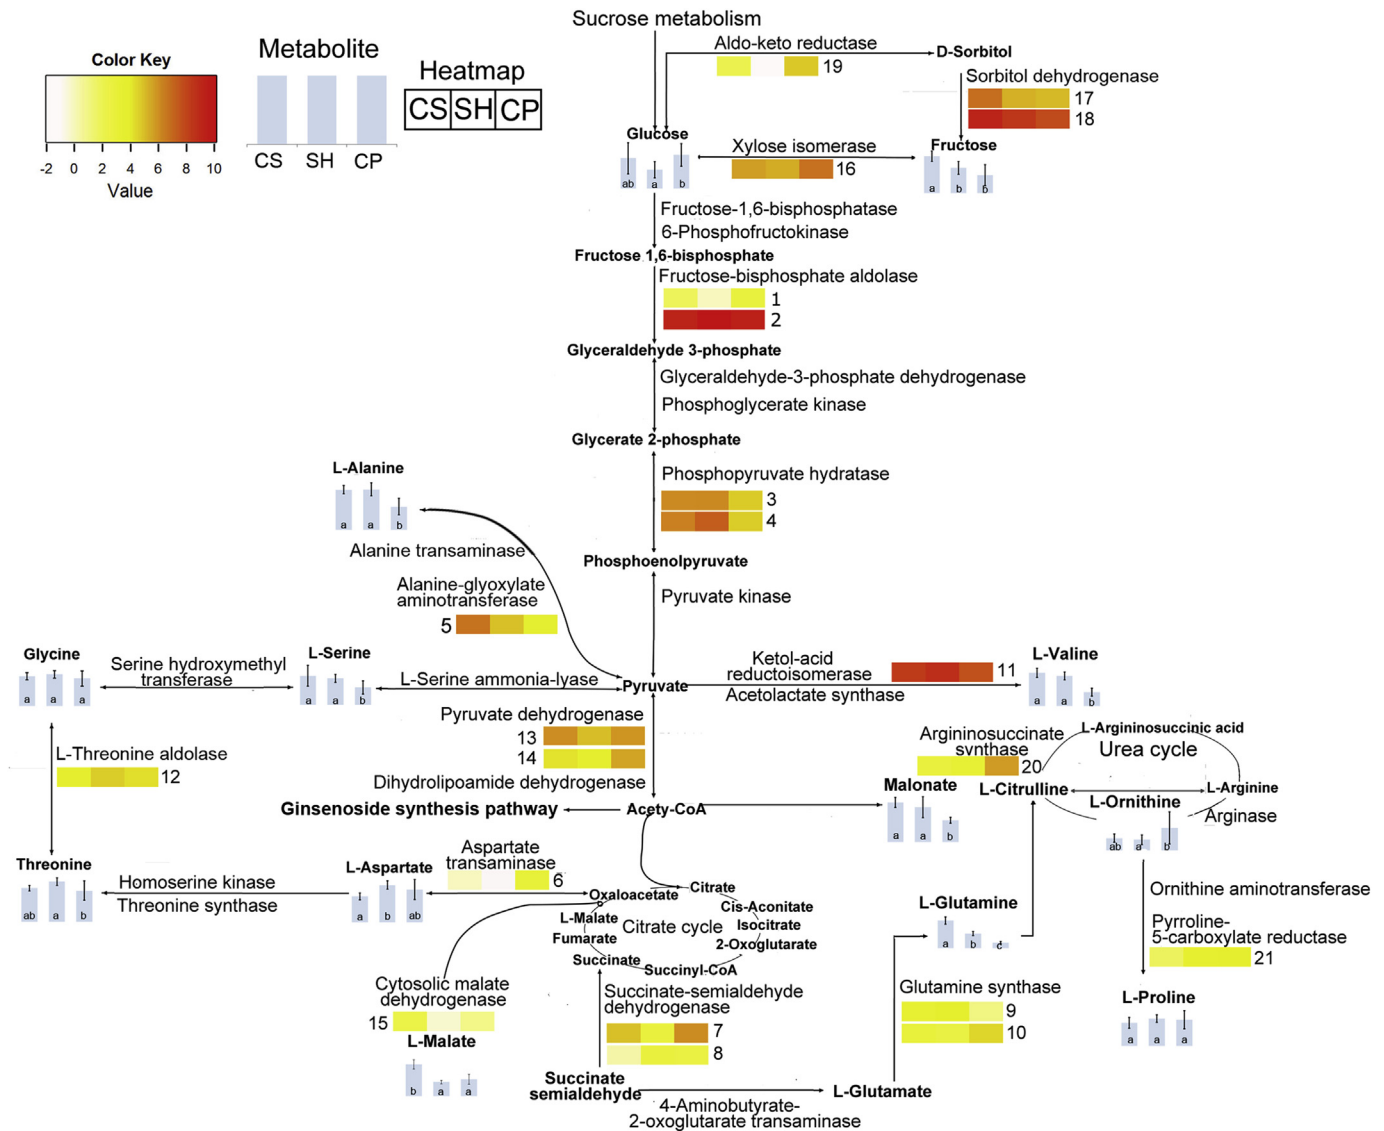 Sucrose metabolism
Color Key
-2 0 2 4 6 8 10
Value
Metabolite
CS SH CP
Heatmap
CS SH CP
Aldo-keto reductase
19
D-Sorbitol
Sorbitol dehydrogenase
17
18
Glucose
ab a b
Xylose isomerase
16
Fructose
a b b
Fructose-1,6-bisphosphatase
6-Phosphofructokinase
Fructose 1,6-bisphosphate
Fructose-bisphosphate aldolase
1
2
Glyceraldehyde 3-phosphate
Glyceraldehyde-3-phosphate dehydrogenase
Phosphoglycerate kinase
Glycerate 2-phosphate
Phosphopyruvate hydratase
3
4
L-Alanine
a a b
Alanine transaminase
Phosphoenolpyruvate
Alanine-glyoxylate
aminotransferase
5
Pyruvate kinase
Glycine
a a a
Serine hydroxymethyl
transferase
L-Serine
a a b
L-Serine ammonia-lyase
Pyruvate
Ketol-acid
reductoisomerase
11
Acetolactate synthase
L-Valine
a a b
Pyruvate dehydrogenase
13
14
Dihydrolipoamide dehydrogenase
L-Threonine aldolase
12
Argininosuccinate
synthase
20
L-Argininosuccinic acid
Urea cycle
L-Citrulline
L-Arginine
Arginase
L-Ornithine
ab a b
Malonate
a a b
Ginsenoside synthesis pathway
Acety-CoA
Threonine
ab a b
Homoserine kinase
Threonine synthase
L-Aspartate
a b b
Aspartate
transaminase
6
Oxaloacetate
Citrate
Cis-Aconitate
Isocitrate
2-Oxoglutarate
Succinyl-CoA
Succinate
Fumarate
L-Malate
Citrate cycle
L-Glutamine
a b c
Ornithine aminotransferase
Pyrroline-
5-carboxylate reductase
21
L-Proline
a a a
Cytosolic malate
dehydrogenase
15
L-Malate
b a a
Succinate-semialdehyde
dehydrogenase
7
8
Glutamine synthase
9
10
Succinate
semialdehyde
4-Aminobutyrate-
2-oxoglutarate transaminase
L-Glutamate